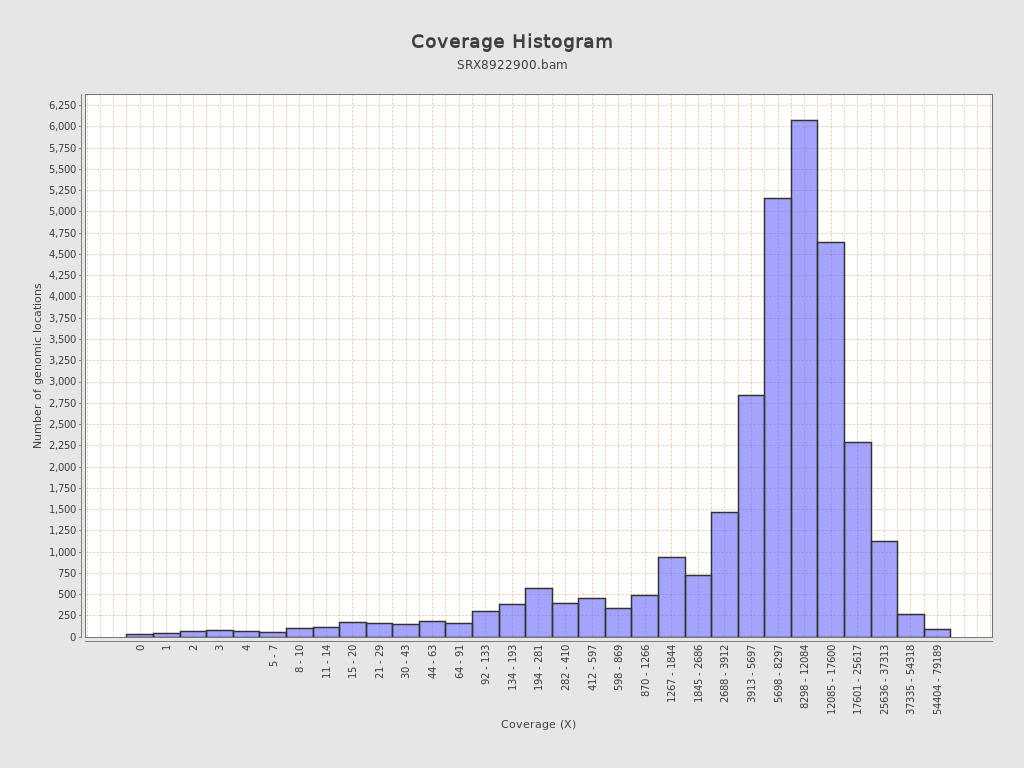 Coverage Histogram
SRX8922900.bam
6,250
6,000
5,750
5,500
5,250
5,000
4,750
4,500
4,250
4,000
3,750
3,500
3,250
3,000
2,750
2,500
2,250
2,000
1,750
1,500
1,250
1,000
750
500
250
0
Number of genomic locations
0
1
2
3
4
5 - 7
8 - 10
11 - 14
15 - 20
21 - 29
30 - 43
44 - 63
64 - 91
92 - 133
134 - 193
194 - 281
282 - 410
412 - 597
598 - 869
870 - 1266
1267 - 1844
1845 - 2686
2688 - 3912
3913 - 5697
5698 - 8297
8298 - 12084
12085 - 17600
17601 - 25617
25636 - 37313
37335 - 54318
54404 - 79189
Coverage (X)